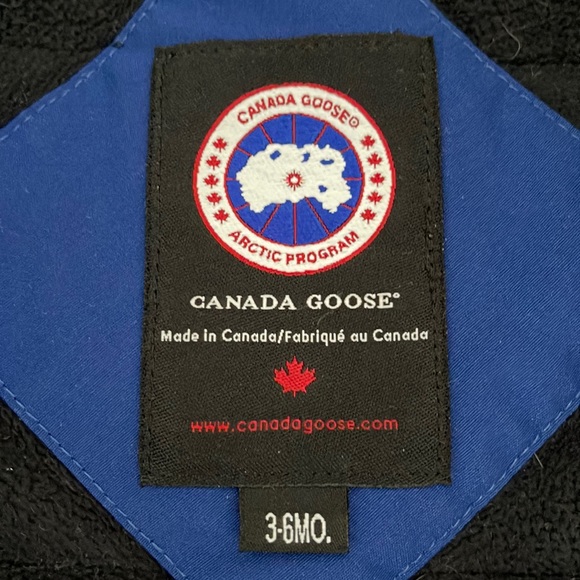 CANADA GOOSE®
ARCTIC PROGRAM
CANADA GOOSE®
Made in Canada/Fabriqué au Canada
www.canadagoose.com
3-6MO.